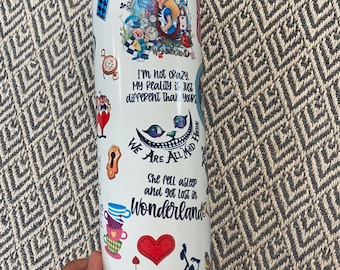 I'm not crazy,
My reality is just
different than yours
We Are All Mad Here
She fell asleep
and got lost in
Wonderland